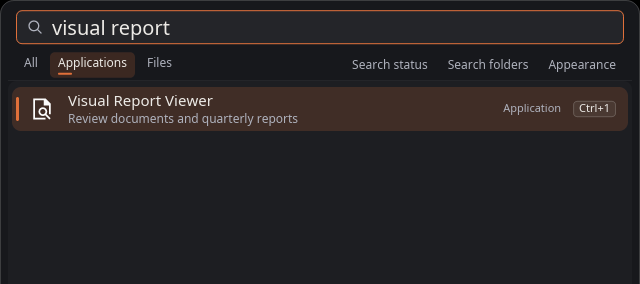 visual report
All Applications Files Search status Search folders Appearance
Visual Report Viewer
Review documents and quarterly reports
Application Ctrl+1